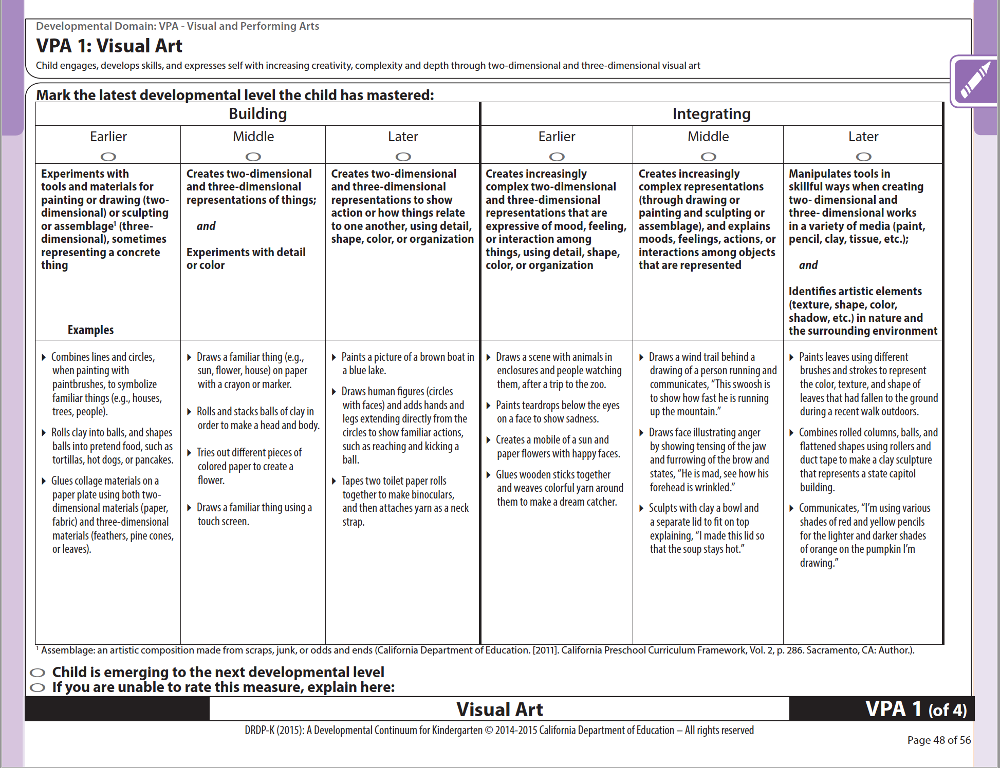 Developmental Domain: VPA - Visual and Performing Arts
VPA 1: Visual Art
Child engages, develops skills, and expresses self with increasing creativity, complexity and depth through two-dimensional and three-dimensional visual art
Mark the latest developmental level the child has mastered:
Building
Integrating
Earlier
Middle
Later
Earlier
Middle
Later
Experiments with
tools and materials for
painting or drawing (two-
dimensional) or sculpting
or assemblage¹ (three-
dimensional), sometimes
representing a concrete
thing
Creates two-dimensional
and three-dimensional
representations of things;
and
Experiments with detail
or color
Creates two-dimensional
and three-dimensional
representations to show
action or how things relate
to one another, using detail,
shape, color, or organization
Creates increasingly
complex two-dimensional
and three-dimensional
representations that are
expressive of mood, feeling,
or interaction among
things, using detail, shape,
color, or organization
Creates increasingly
complex representations
(through drawing or
painting and sculpting or
assemblage), and explains
moods, feelings, actions, or
interactions among objects
that are represented
Manipulates tools in
skillful ways when creating
two- dimensional and
three- dimensional works
in a variety of media (paint,
pencil, clay, tissue, etc.);
and
Identifies artistic elements
(texture, shape, color,
shadow, etc.) in nature and
the surrounding environment
Examples
Combines lines and circles,
when painting with
paintbrushes, to symbolize
familiar things (e.g., houses,
trees, people).
Rolls clay into balls, and shapes
balls into pretend food, such as
tortillas, hot dogs, or pancakes.
Glues collage materials on a
paper plate using both two-
dimensional materials (paper,
fabric) and three-dimensional
materials (feathers, pine cones,
or leaves).
Draws a familiar thing (e.g.,
sun, flower, house) on paper
with a crayon or marker.
Rolls and stacks balls of clay in
order to make a head and body.
Tries out different pieces of
colored paper to create a
flower.
Draws a familiar thing using a
touch screen.
Paints a picture of a brown boat in
a blue lake.
Draws human figures (circles
with faces) and adds hands and
legs extending directly from the
circles to show familiar actions,
such as reaching and kicking a
ball.
Tapes two toilet paper rolls
together to make binoculars,
and then attaches yarn as a neck
strap.
Draws a scene with animals in
enclosures and people watching
them, after a trip to the zoo.
Paints teardrops below the eyes
on a face to show sadness.
Creates a mobile of a sun and
paper flowers with happy faces.
Glues wooden sticks together
and weaves colorful yarn around
them to make a dream catcher.
Draws a wind trail behind a
drawing of a person running and
communicates, “This swoosh is
to show how fast he is running
up the mountain.”
Draws face illustrating anger
by showing tensing of the jaw
and furrowing of the brow and
states, “He is mad, see how his
forehead is wrinkled.”
Sculpts with clay a bowl and
a separate lid to fit on top
explaining, “I made this lid so
that the soup stays hot.”
Paints leaves using different
brushes and strokes to represent
the color, texture, and shape of
leaves that had fallen to the ground
during a recent walk outdoors.
Combines rolled columns, balls, and
flattened shapes using rollers and
duct tape to make a clay sculpture
that represents a state capitol
building.
Communicates, “I’m using various
shades of red and yellow pencils
for the lighter and darker shades
of orange on the pumpkin I’m
drawing.”
¹ Assemblage: an artistic composition made from scraps, junk, or odds and ends (California Department of Education. [2011]. California Preschool Curriculum Framework, Vol. 2, p. 286. Sacramento, CA: Author.).
Child is emerging to the next developmental level
If you are unable to rate this measure, explain here:
Visual Art
VPA 1 (of 4)
DRDP-K (2015): A Developmental Continuum for Kindergarten © 2014-2015 California Department of Education – All rights reserved
Page 48 of 56